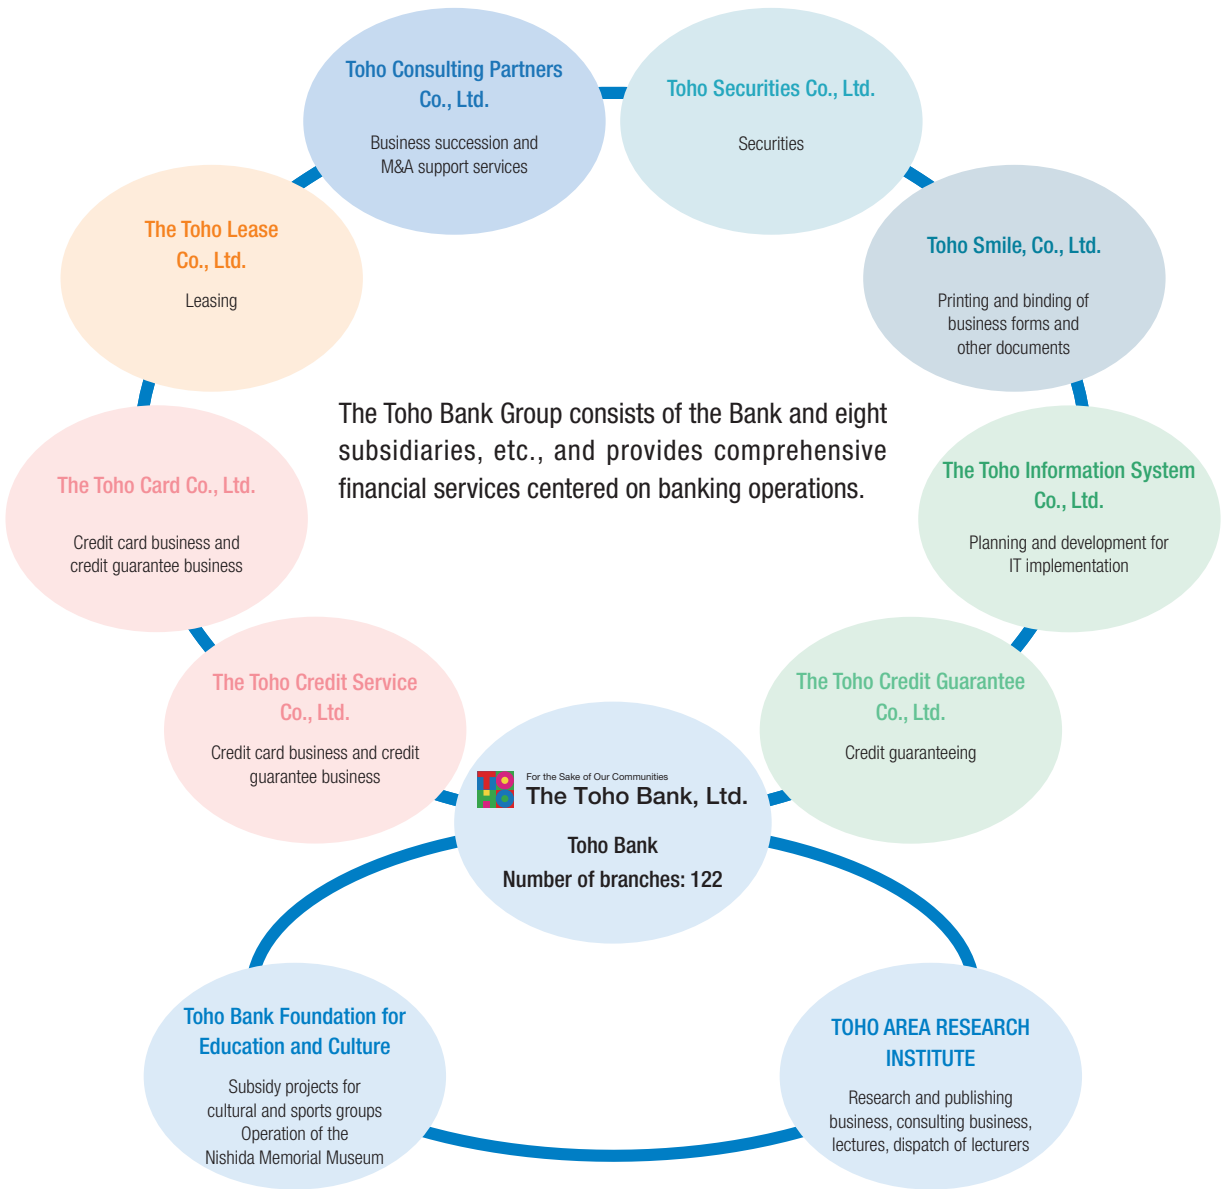 Toho Consulting Partners
Co., Ltd.
Business succession and
M&A support services
Toho Securities Co., Ltd.
Securities
The Toho Lease
Co., Ltd.
Leasing
Toho Smile, Co., Ltd.
Printing and binding of
business forms and
other documents
The Toho Bank Group consists of the Bank and eight
subsidiaries, etc., and provides comprehensive
financial services centered on banking operations.
The Toho Card Co., Ltd.
Credit card business and
credit guarantee business
The Toho Information System
Co., Ltd.
Planning and development for
IT implementation
The Toho Credit Service
Co., Ltd.
Credit card business and credit
guarantee business
The Toho Credit Guarantee
Co., Ltd.
Credit guaranteeing
TOHO
For the Sake of Our Communities
The Toho Bank, Ltd.
Toho Bank
Number of branches: 122
Toho Bank Foundation for
Education and Culture
Subsidy projects for
cultural and sports groups
Operation of the
Nishida Memorial Museum
TOHO AREA RESEARCH
INSTITUTE
Research and publishing
business, consulting business,
lectures, dispatch of lecturers